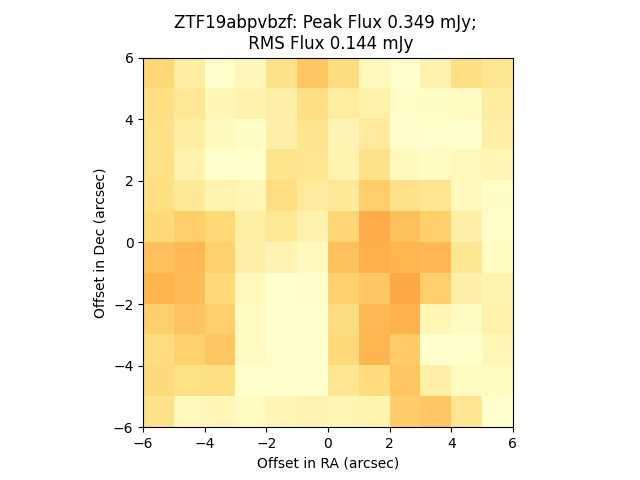 ZTF19abpvbzf: Peak Flux 0.349 mJy;
RMS Flux 0.144 mJy
6
4
2
0
−2
−4
−6
Offset in Dec (arcsec)
−6 −4 −2 0 2 4 6
Offset in RA (arcsec)